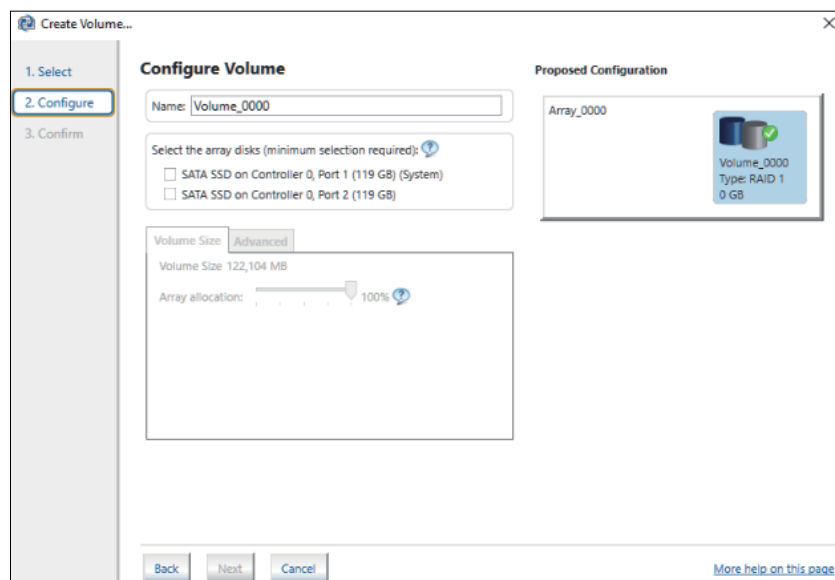 Create Volume...
1. Select
2. Configure
3. Confirm
Configure Volume
Name: Volume_0000
Select the array disks (minimum selection required):
SATA SSD on Controller 0, Port 1 (119 GB) (System)
SATA SSD on Controller 0, Port 2 (119 GB)
Volume Size Advanced
Volume Size 122,104 MB
Array allocation: 100%
Proposed Configuration
Array_0000
Volume_0000
Type: RAID 1
0 GB
Back Next Cancel
More help on this page